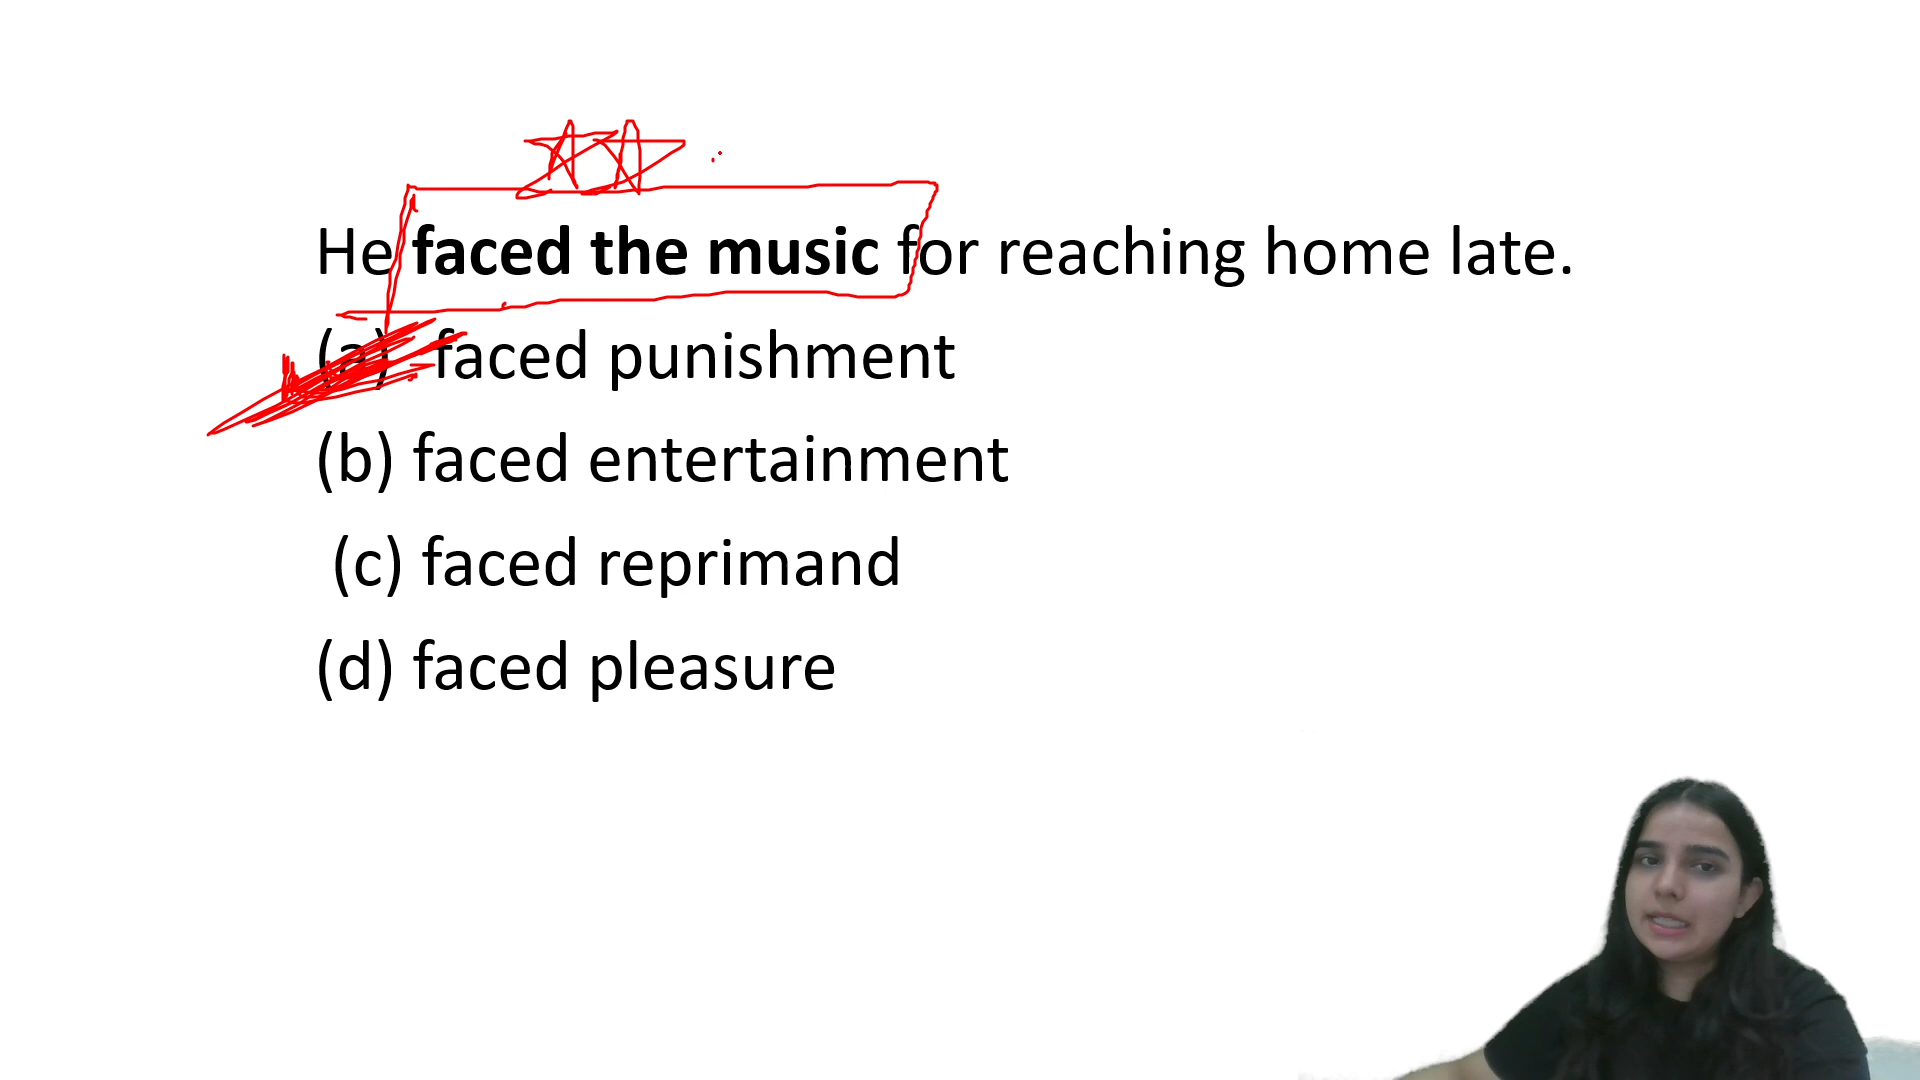 He faced the music for reaching home late.
(a) faced punishment
(b) faced entertainment
(c) faced reprimand
(d) faced pleasure